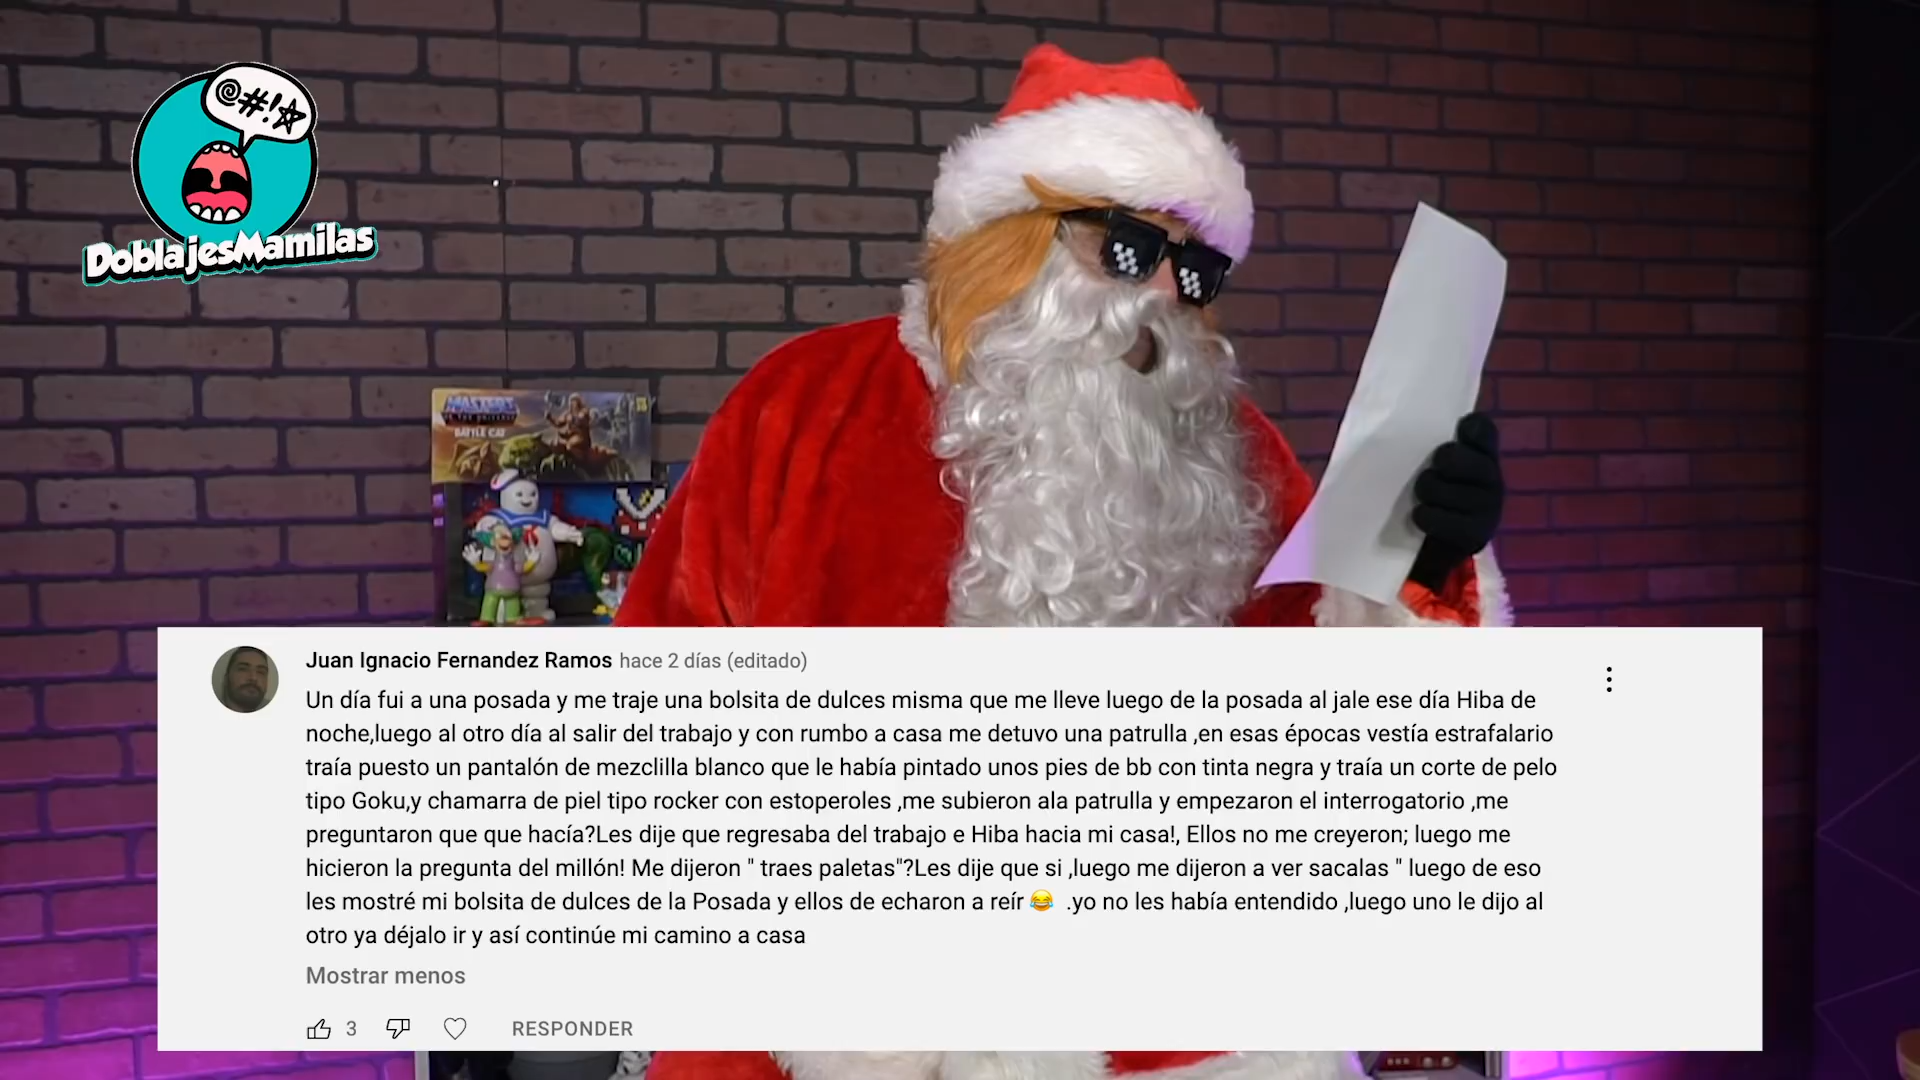 @#!
DoblajesMamilas
MASTERS
OF THE UNIVERSE
BATTLE CAT
Juan Ignacio Fernandez Ramos hace 2 días (editado)
Un día fui a una posada y me traje una bolsita de dulces misma que me lleve luego de la posada al jale ese día Hiba de
noche,luego al otro día al salir del trabajo y con rumbo a casa me detuvo una patrulla ,en esas épocas vestía estrafalario
traía puesto un pantalón de mezclilla blanco que le había pintado unos pies de bb con tinta negra y traía un corte de pelo
tipo Goku,y chamarra de piel tipo rocker con estoperoles ,me subieron ala patrulla y empezaron el interrogatorio ,me
preguntaron que que hacía?Les dije que regresaba del trabajo e Hiba hacia mi casa!, Ellos no me creyeron; luego me
hicieron la pregunta del millón! Me dijeron " traes paletas"?Les dije que si ,luego me dijeron a ver sacalas " luego de eso
les mostré mi bolsita de dulces de la Posada y ellos de echaron a reír 😂 .yo no les había entendido ,luego uno le dijo al
otro ya déjalo ir y así continúe mi camino a casa
Mostrar menos
3 RESPONDER